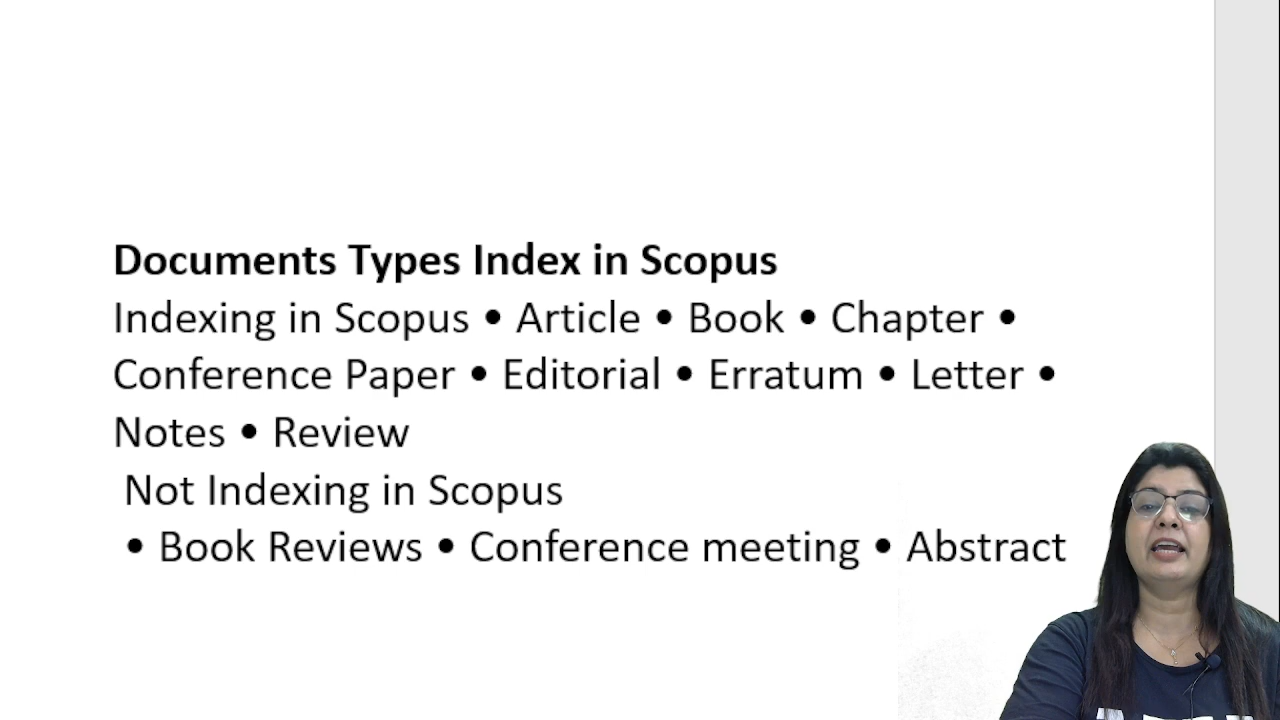 Documents Types Index in Scopus
Indexing in Scopus • Article • Book • Chapter •
Conference Paper • Editorial • Erratum • Letter •
Notes • Review
Not Indexing in Scopus
• Book Reviews • Conference meeting • Abstract